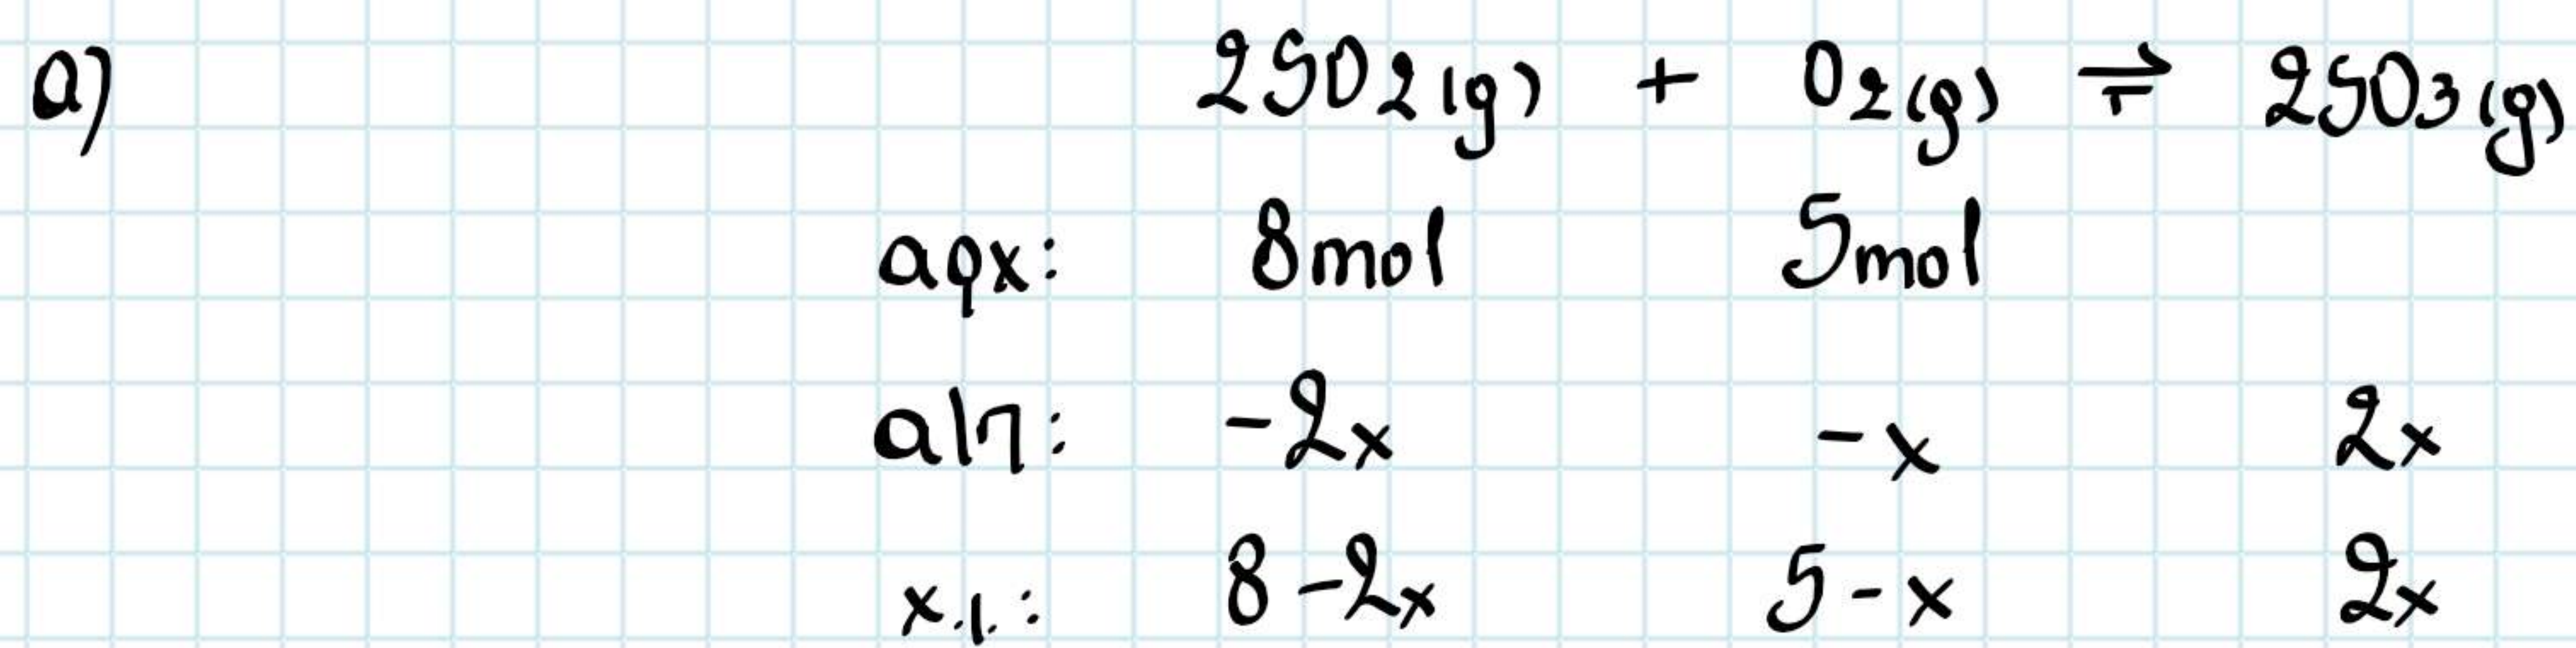 α) 2SO2(g) + O2(g) ⇌ 2SO3(g)
αρχ: 8mol 5mol
α|π: -2x -x 2x
x.ι.: 8-2x 5-x 2x